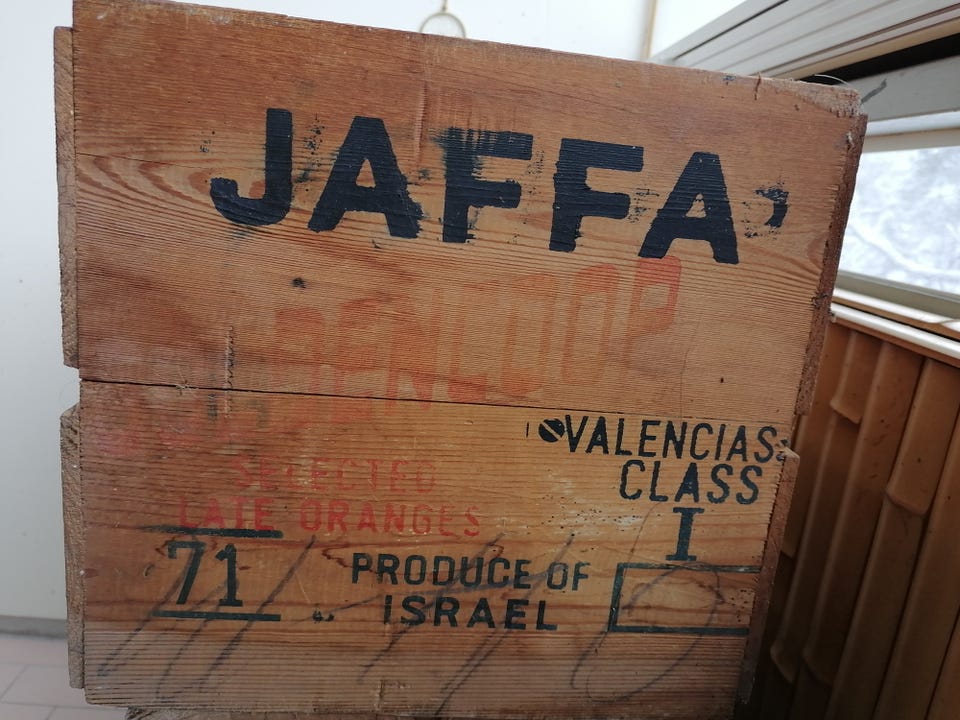 JAFFA
VALENCIAS
CLASS
I
SELECTED
LATE ORANGES
71
PRODUCE OF
ISRAEL